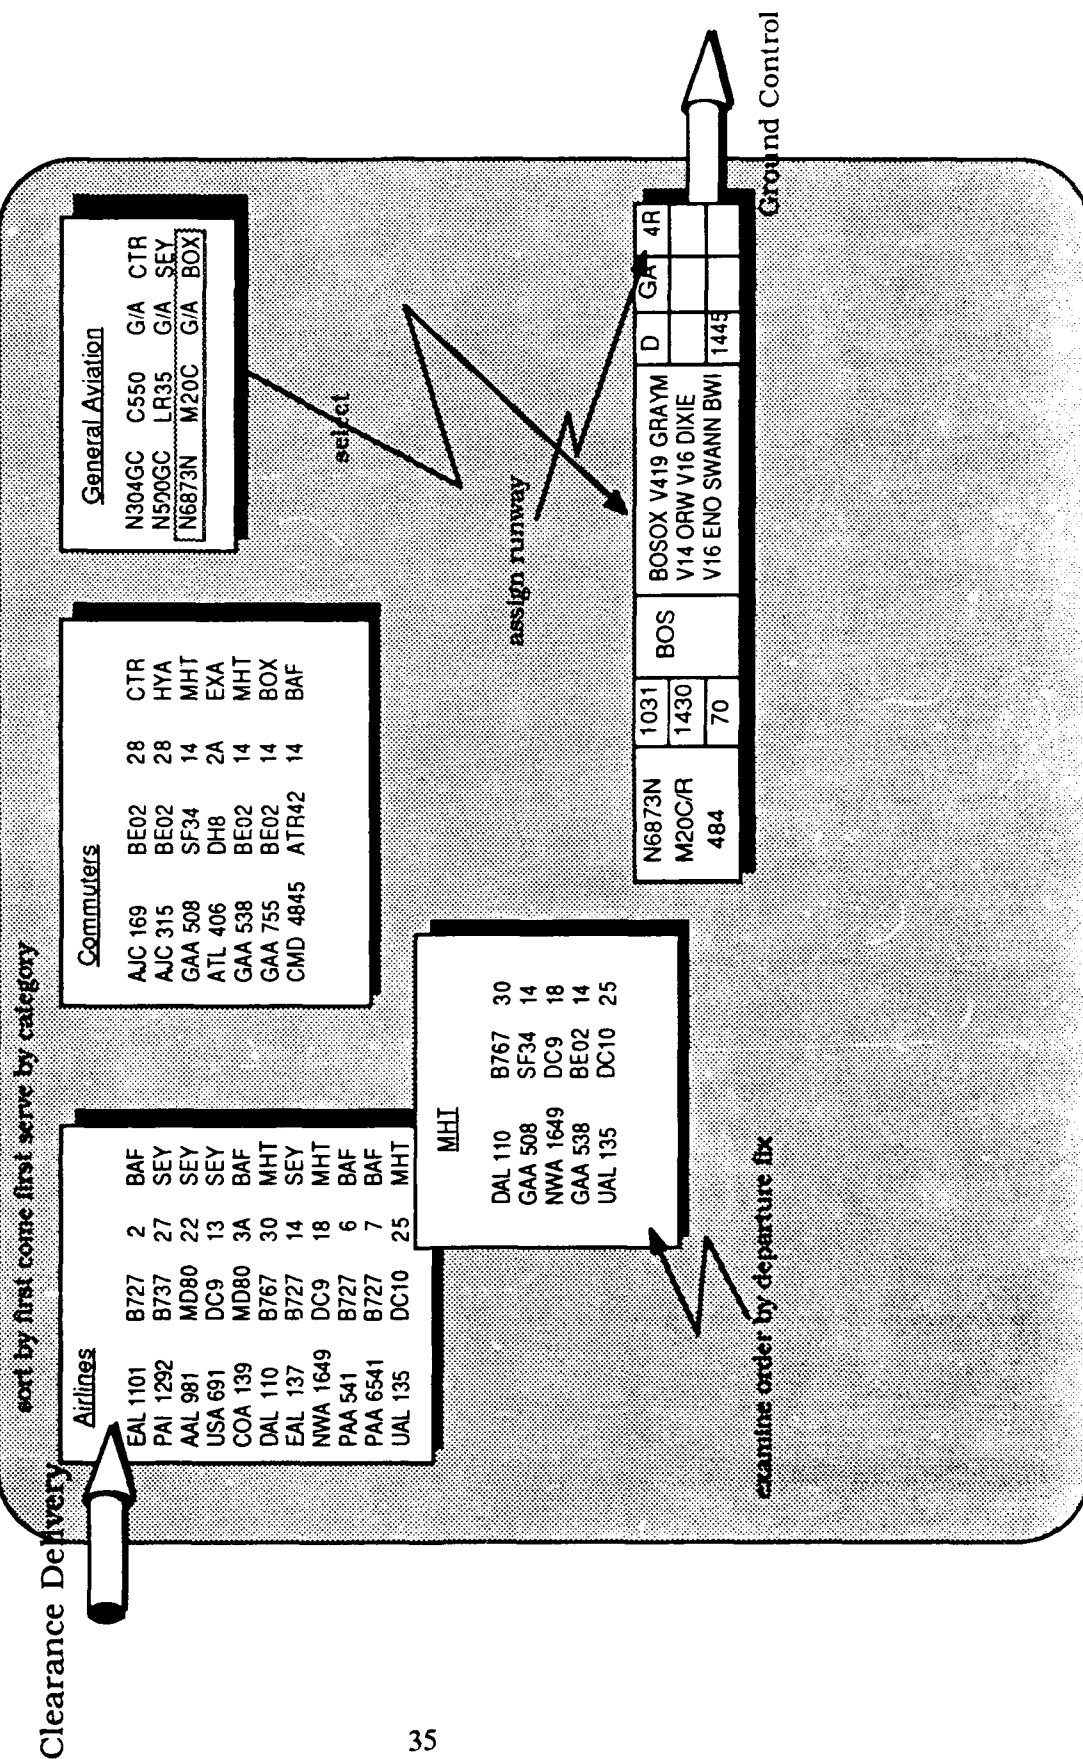 Clearance Delivery
sort by first come first serve by category
Airlines
EAL 1101 B727 2 BAF
PAI 1292 B737 27 SEY
AAL 981 MD80 22 SEY
USA 691 DC9 13 SEY
COA 139 MD80 3A BAF
DAL 110 B767 30 MHT
EAL 137 B727 14 SEY
NWA 1649 DC9 18 MHT
PAA 541 B727 6 BAF
PAA 6541 B727 7 BAF
UAL 135 DC10 25 MHT
Commuters
AJC 169 BE02 28 CTR
AJC 315 BE02 28 HYA
GAA 508 SF34 14 MHT
ATL 406 DH8 2A EXA
GAA 538 BE02 14 MHT
GAA 755 BE02 14 BOX
CMD 4845 ATR42 14 BAF
General Aviation
N304GC C550 G/A CTR
N500GC LR35 G/A SEY
N6873N M20C G/A BOX
select
MHT
DAL 110 B767 30
GAA 508 SF34 14
NWA 1649 DC9 18
GAA 538 BE02 14
UAL 135 DC10 25
assign runway
N6873N 1031 BOS BOSOX V419 GRAYM D GA 4R
M20C/R 1430 V14 ORW V16 DIXIE
484 70 V16 ENO SWANN BWI 1445
examine order by departure fix
Ground Control
35